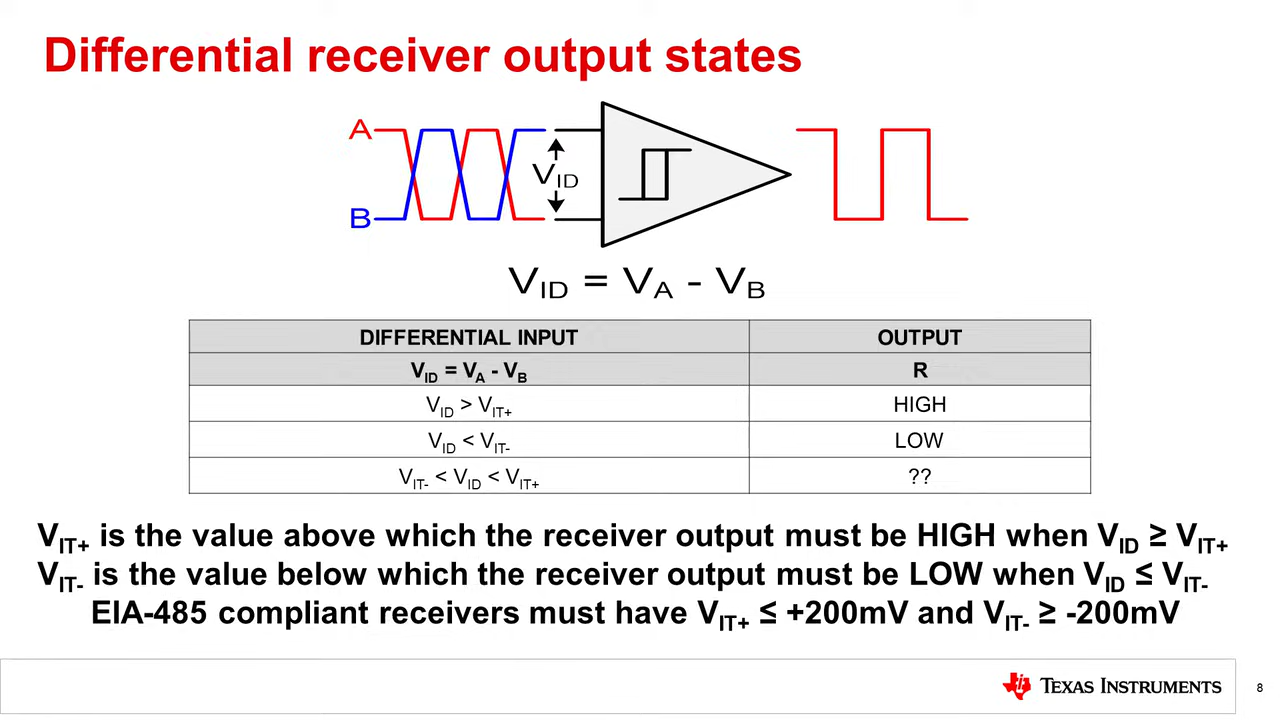 Differential receiver output states
A
B
VID
VID = VA - VB
DIFFERENTIAL INPUT OUTPUT
VID = VA - VB R
VID > VIT+ HIGH
VID < VIT- LOW
VIT- < VID < VIT+ ??
VIT+ is the value above which the receiver output must be HIGH when VID ≥ VIT+
VIT- is the value below which the receiver output must be LOW when VID ≤ VIT-
EIA-485 compliant receivers must have VIT+ ≤ +200mV and VIT- ≥ -200mV
TEXAS INSTRUMENTS
8